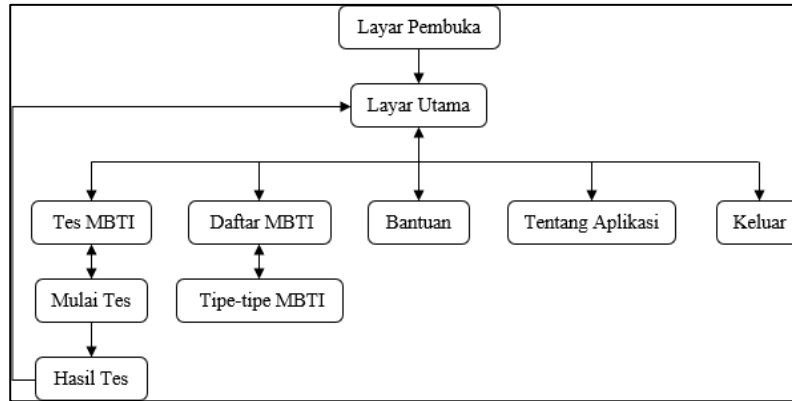 Layar Pembuka
Layar Utama
Tes MBTI
Daftar MBTI
Bantuan
Tentang Aplikasi
Keluar
Mulai Tes
Tipe-tipe MBTI
Hasil Tes